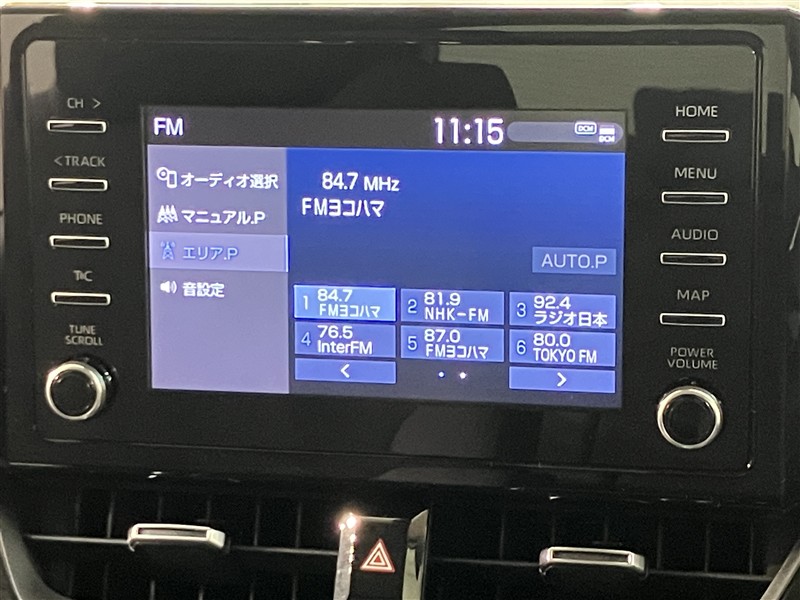 CH >
<TRACK
PHONE
T\C
TUNE
SCROLL
FM
11:15
DCM
DCM
オーディオ選択
マニュアル.P
エリア.P
音設定
84.7 MHz
FMヨコハマ
AUTO.P
1 84.7
FMヨコハマ
2 81.9
NHK-FM
3 92.4
ラジオ日本
4 76.5
InterFM
5 87.0
FMヨコハマ
6 80.0
TOKYO FM
<
>
HOME
MENU
AUDIO
MAP
POWER
VOLUME